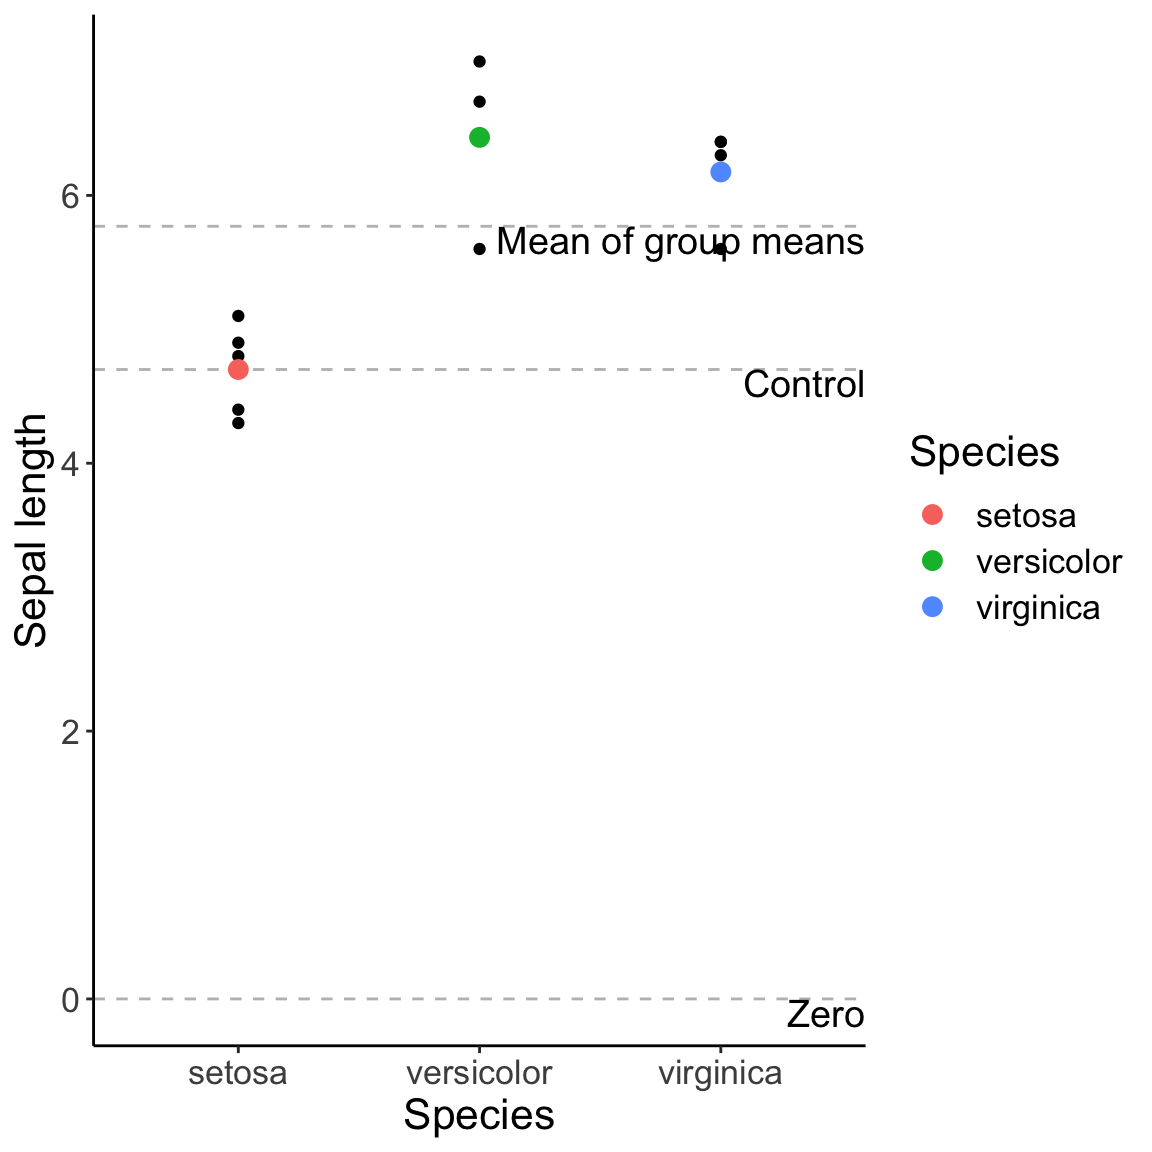 Sepal length
6
4
2
0
Mean of group means
Control
Zero
setosa
versicolor
virginica
Species
Species
setosa
versicolor
virginica